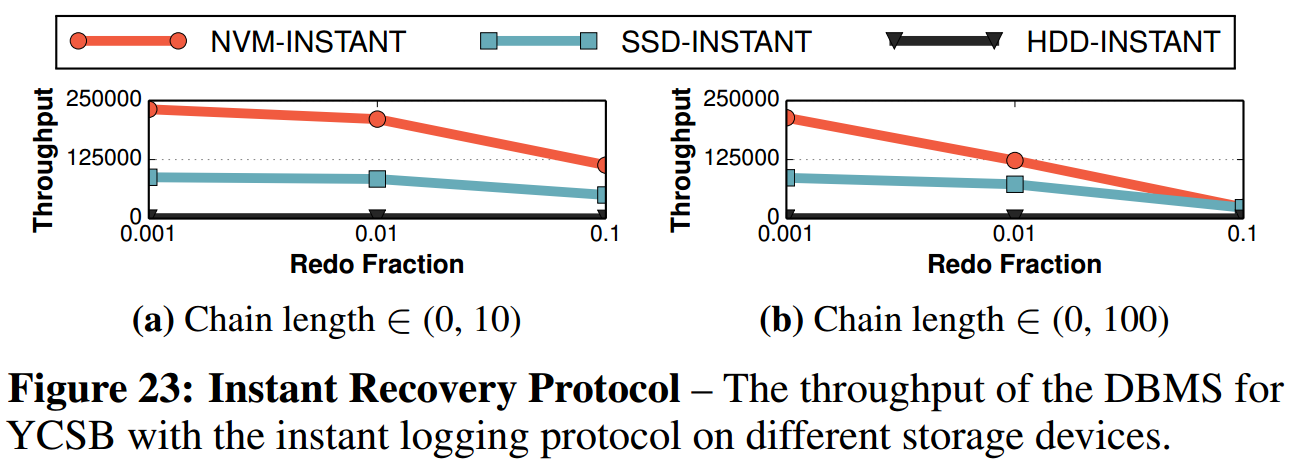 NVM-INSTANT SSD-INSTANT HDD-INSTANT
Throughput
250000
125000
0
0.001 0.01 0.1
Redo Fraction
(a) Chain length ∈ (0, 10)
Throughput
250000
125000
0
0.001 0.01 0.1
Redo Fraction
(b) Chain length ∈ (0, 100)
Figure 23: Instant Recovery Protocol – The throughput of the DBMS for
YCSB with the instant logging protocol on different storage devices.